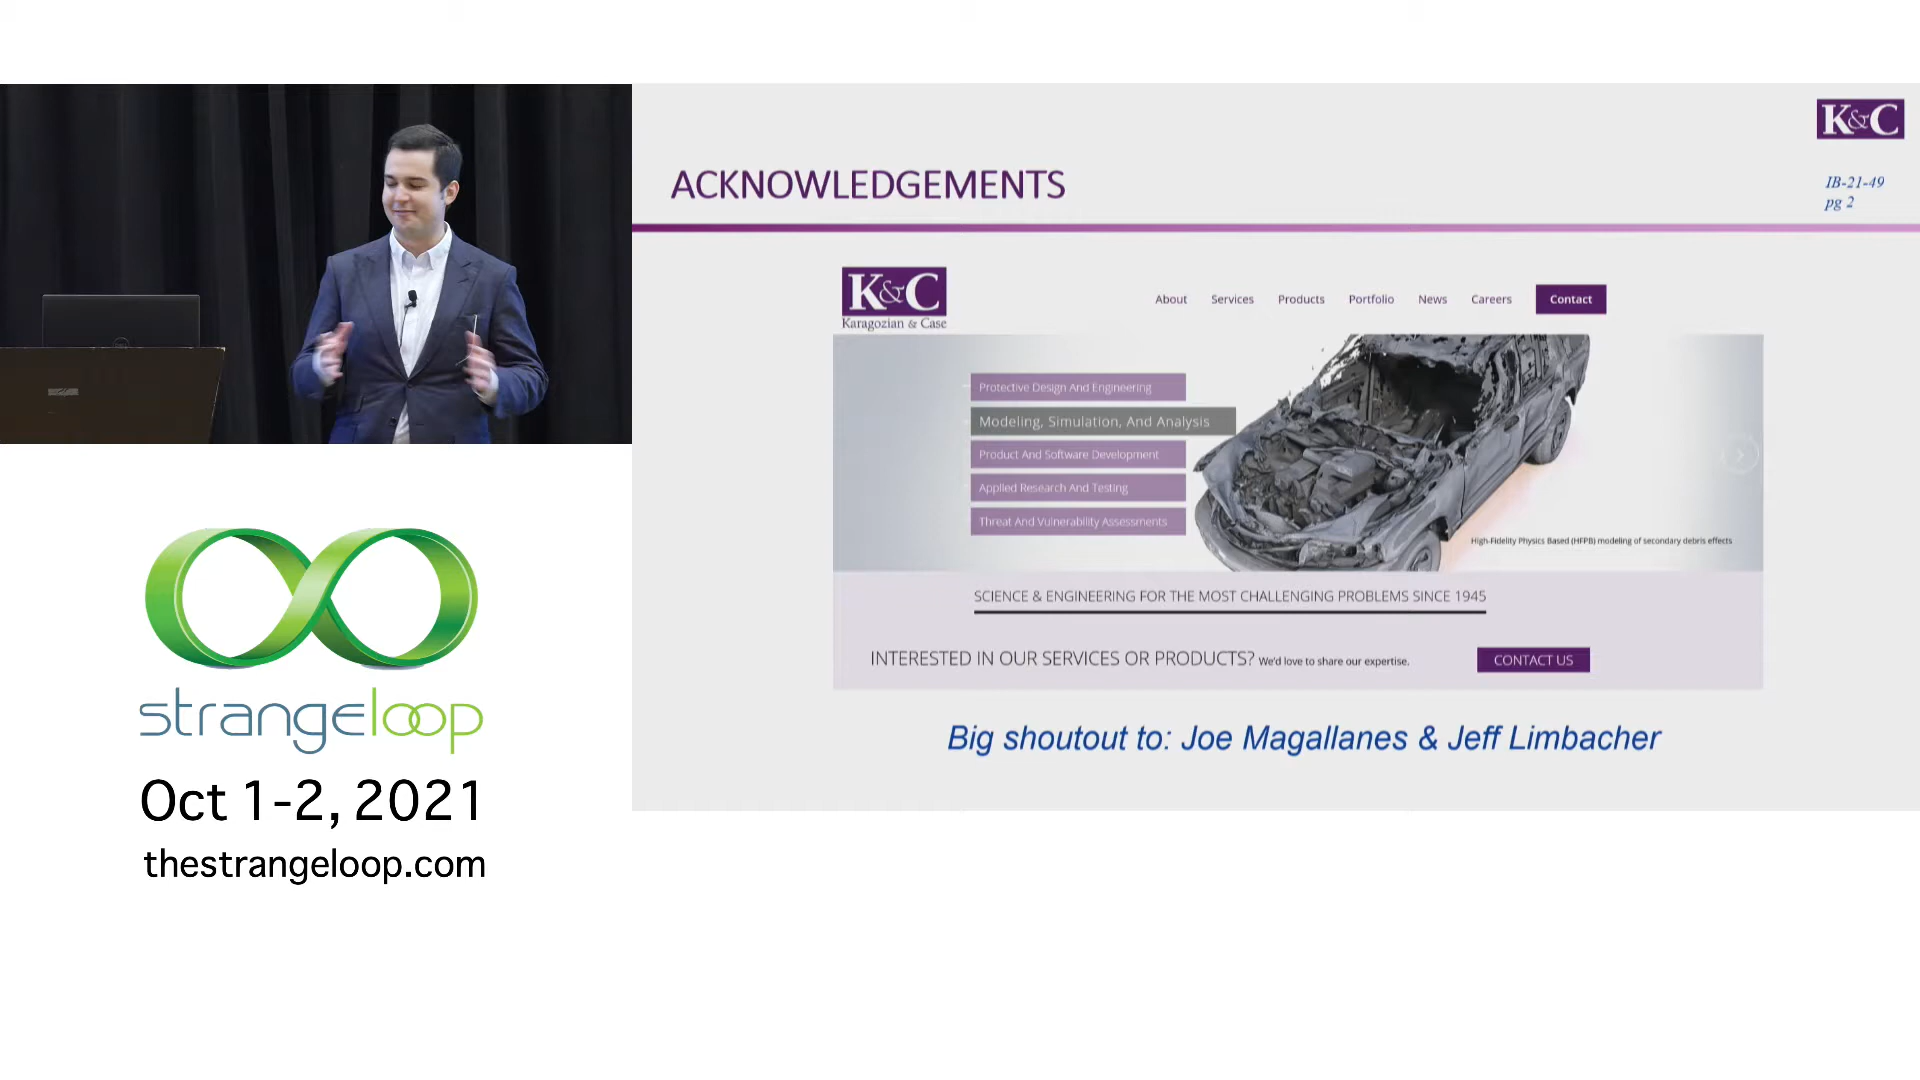 K&C
IB-21-49
pg 2
ACKNOWLEDGEMENTS
K&C
Karagozian & Case
About Services Products Portfolio News Careers Contact
Protective Design And Engineering
Modeling, Simulation, And Analysis
Product And Software Development
Applied Research And Testing
Threat And Vulnerability Assessments
High-Fidelity Physics Based (HFPB) modeling of secondary debris effects
SCIENCE & ENGINEERING FOR THE MOST CHALLENGING PROBLEMS SINCE 1945
INTERESTED IN OUR SERVICES OR PRODUCTS? We'd love to share our expertise.
CONTACT US
Big shoutout to: Joe Magallanes & Jeff Limbacher
strangeloop
Oct 1-2, 2021
thestrangeloop.com